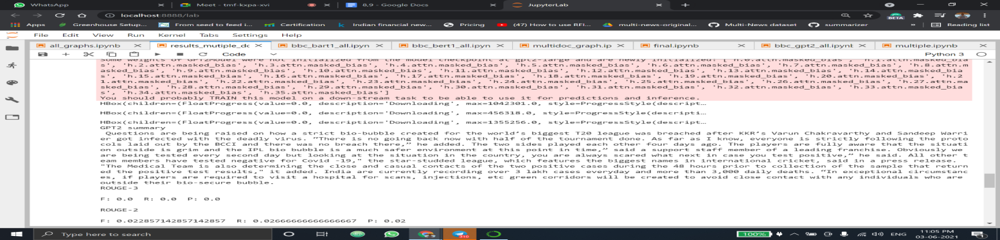 WhatsApp
Meet - tmf-kxpa-xvi
8,9 - Google Docs
JupyterLab
localhost:8888/lab
BETA
Apps
Greenhouse Setup...
From seed to feed i...
Certification
Indian financial new...
Pricing
(47) How to use RFI...
multi-news-original...
Multi-News dataset
summarizer
»
Reading list
File Edit View Run Kernel Tabs Settings Help
all_graphs.ipynb
results_mutiple_dc
bbc_bart1_all.ipyn
bbc_bert1_all.ipyn
multidoc_graph.ip
final.ipynb
bbc_gpt2_all.ipynb
multiple.ipynb
Code
Python 3
Some weights of GPT2Model were not initialized from the model checkpoint at gpt2-large and are newly initialized: ['h.0.attn.masked_bias', 'h.1.attn.masked_bia
s', 'h.2.attn.masked_bias', 'h.3.attn.masked_bias', 'h.4.attn.masked_bias', 'h.5.attn.masked_bias', 'h.6.attn.masked_bias', 'h.7.attn.masked_bias', 'h.8.attn.m
asked_bias', 'h.9.attn.masked_bias', 'h.10.attn.masked_bias', 'h.11.attn.masked_bias', 'h.12.attn.masked_bias', 'h.13.attn.masked_bias', 'h.14.attn.masked_bia
s', 'h.15.attn.masked_bias', 'h.16.attn.masked_bias', 'h.17.attn.masked_bias', 'h.18.attn.masked_bias', 'h.19.attn.masked_bias', 'h.20.attn.masked_bias', 'h.2
1.attn.masked_bias', 'h.22.attn.masked_bias', 'h.23.attn.masked_bias', 'h.24.attn.masked_bias', 'h.25.attn.masked_bias', 'h.26.attn.masked_bias', 'h.27.attn.ma
sked_bias', 'h.28.attn.masked_bias', 'h.29.attn.masked_bias', 'h.30.attn.masked_bias', 'h.31.attn.masked_bias', 'h.32.attn.masked_bias', 'h.33.attn.masked_bia
s', 'h.34.attn.masked_bias', 'h.35.attn.masked_bias']
You should probably TRAIN this model on a down-stream task to be able to use it for predictions and inference.
HBox(children=(FloatProgress(value=0.0, description='Downloading', max=1042301.0, style=ProgressStyle(descript…
HBox(children=(FloatProgress(value=0.0, description='Downloading', max=456318.0, style=ProgressStyle(descripti…
HBox(children=(FloatProgress(value=0.0, description='Downloading', max=1355256.0, style=ProgressStyle(descript…
GPT2 summary
Questions are being raised on how a strict bio-bubble created for the world’s biggest T20 league was breached after KKR’s Varun Chakravarthy and Sandeep Warri
er got infected with the deadly virus. “There is no going back now with half of the tournament done. As far as I know, everyone is strictly following the proto
cols laid out by the BCCI and there was no breach there,” he added. The two sides played each other four days ago. The players are fully aware that the situati
on outside is grim and the IPL bio bubble is a much safer environment at this point in time,” said a support staff member of a leading franchise. Obviously we
are being tested every second day but looking at the situation in the country, you are always scared what next in case you test positive,” he said. All other t
eam members have tested negative for Covid -19," the star-studded league, which features the biggest names in international cricket, said in a press release.
"The Medical Team is also determining the close and casual contacts of the two positive cases during the 48 hours prior to collection of the sample that return
ed the positive test results," it added. India are currently recording over 3 lakh cases everyday and more than 3,000 daily deaths. “In exceptional circumstanc
es, if players are required to visit a hospital for scans, injections, etc green corridors will be created to avoid close contact with any individuals who are
outside their bio-secure bubble.
ROUGE-3
F: 0.0 R: 0.0 P: 0.0
ROUGE-2
F: 0.022857142857142857 R: 0.02666666666666667 P: 0.02
Type here to search
310
100%
ENG
11:05 PM
03-06-2021